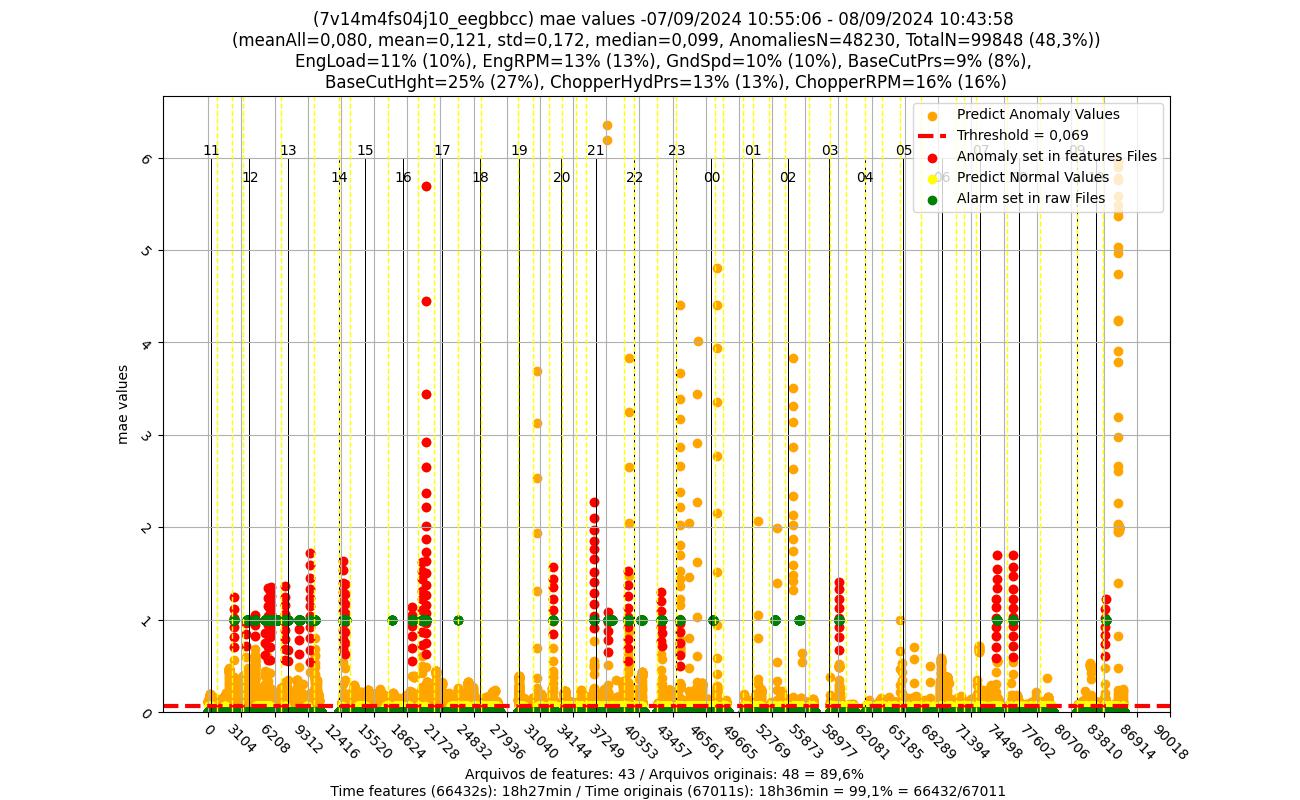 (7v14m4fs04j10_eegbbcc) mae values -07/09/2024 10:55:06 - 08/09/2024 10:43:58
(meanAll=0,080, mean=0,121, std=0,172, median=0,099, AnomaliesN=48230, TotalN=99848 (48,3%))
EngLoad=11% (10%), EngRPM=13% (13%), GndSpd=10% (10%), BaseCutPrs=9% (8%),
BaseCutHght=25% (27%), ChopperHydPrs=13% (13%), ChopperRPM=16% (16%)
Predict Anomaly Values
Trhreshold = 0,069
Anomaly set in features Files
Predict Normal Values
Alarm set in raw Files
11 13 15 17 19 21 23 01 03 05 07 09
12 14 16 18 20 22 00 02 04 06
6
5
4
3
2
1
0
mae values
0 3104 6208 9312 12416 15520 18624 21728 24832 27936 31040 34144 37249 40353 43457 46561 49665 52769 55873 58977 62081 65185 68289 71394 74498 77602 80706 83810 86914 90018
Arquivos de features: 43 / Arquivos originais: 48 = 89,6%
Time features (66432s): 18h27min / Time originais (67011s): 18h36min = 99,1% = 66432/67011